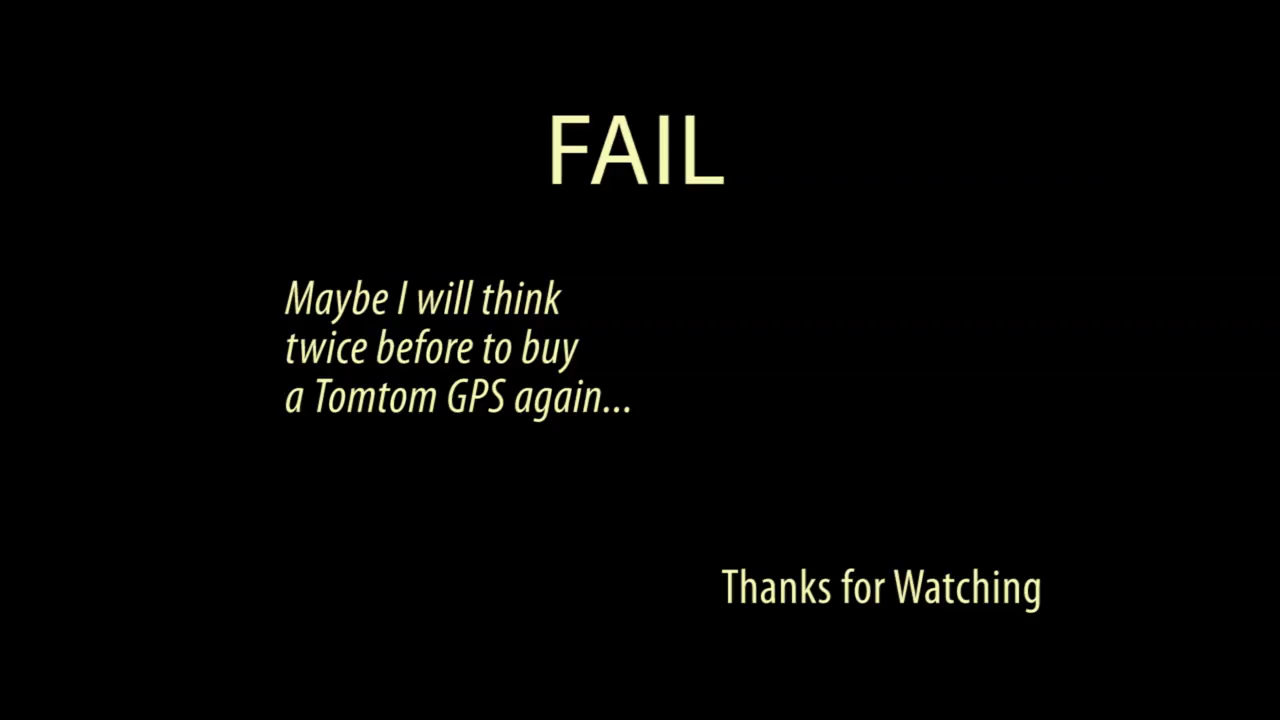 FAIL
Maybe I will think
twice before to buy
a Tomtom GPS again...
Thanks for Watching